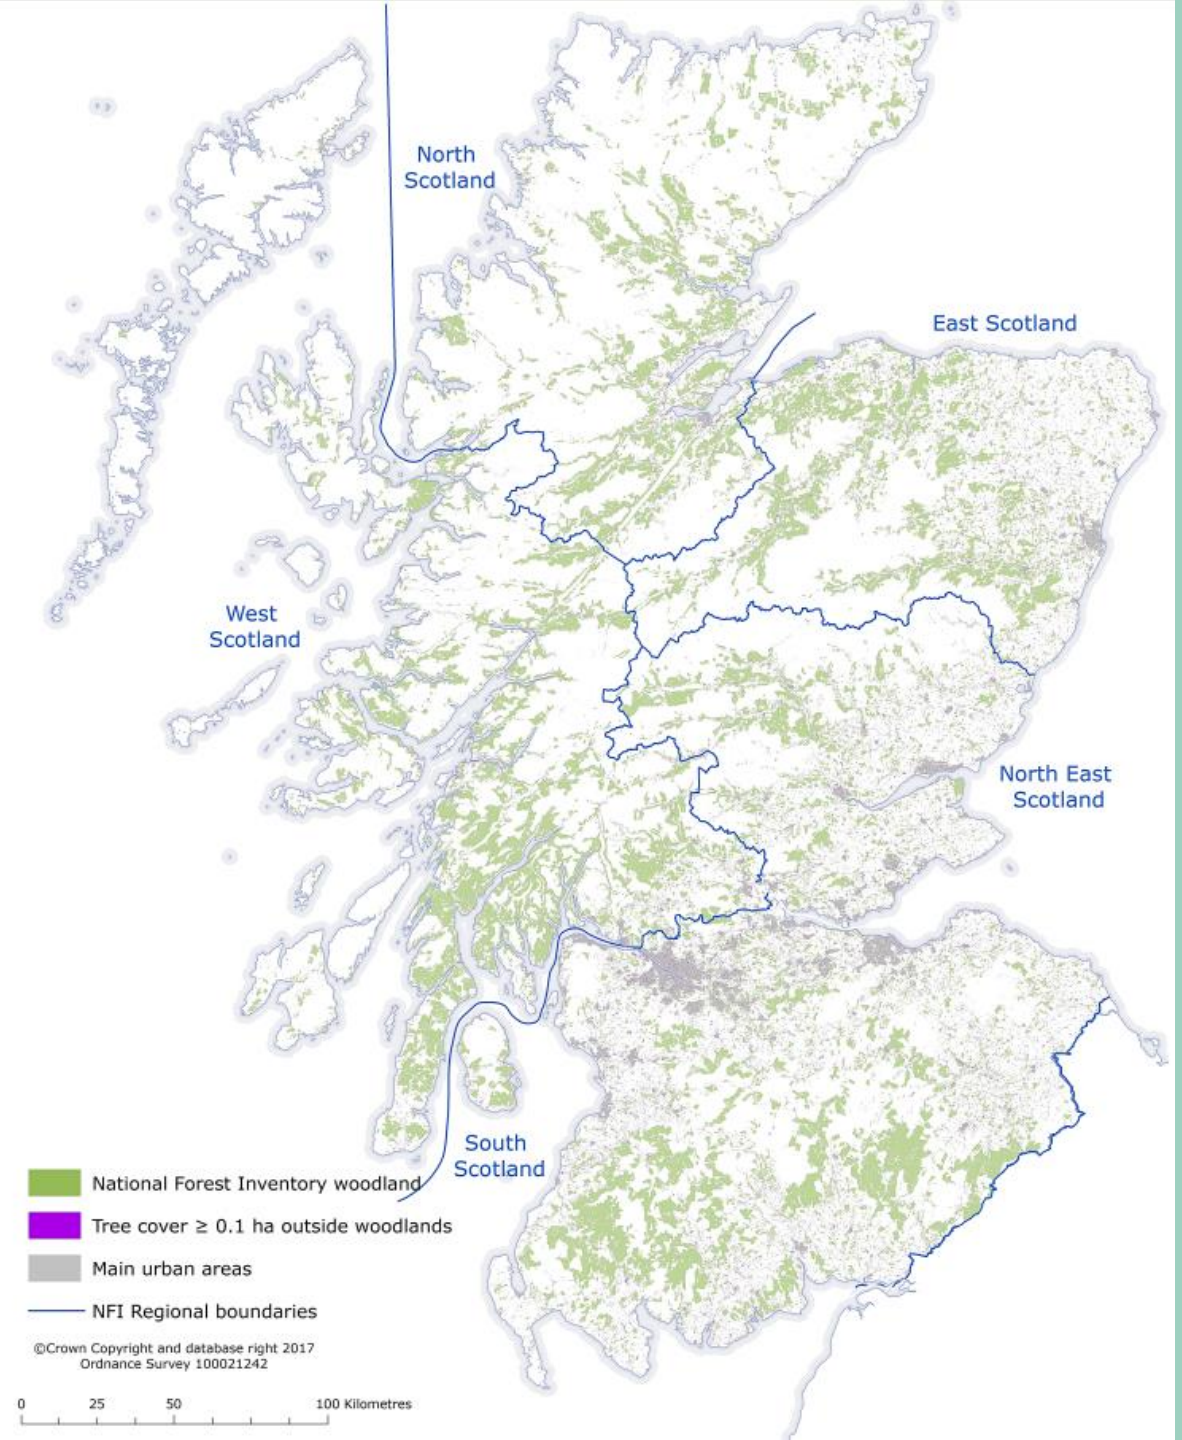 North
Scotland
East Scotland
West
Scotland
North East
Scotland
South
Scotland
National Forest Inventory woodland
Tree cover ≥ 0.1 ha outside woodlands
Main urban areas
NFI Regional boundaries
©Crown Copyright and database right 2017
Ordnance Survey 100021242
0 25 50 100 Kilometres